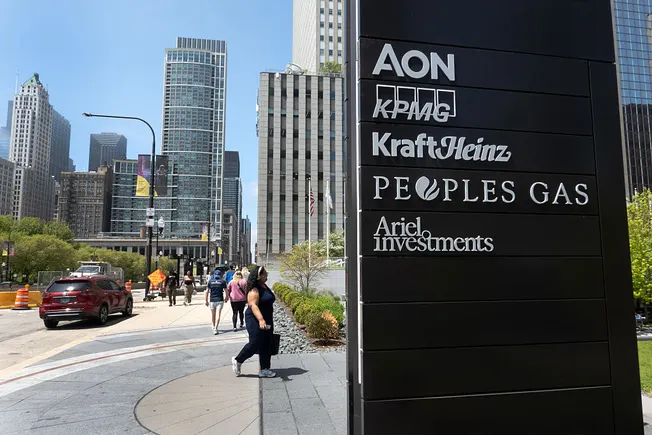 AON
KPMG
KraftHeinz
PEOPLES GAS
Ariel
investments